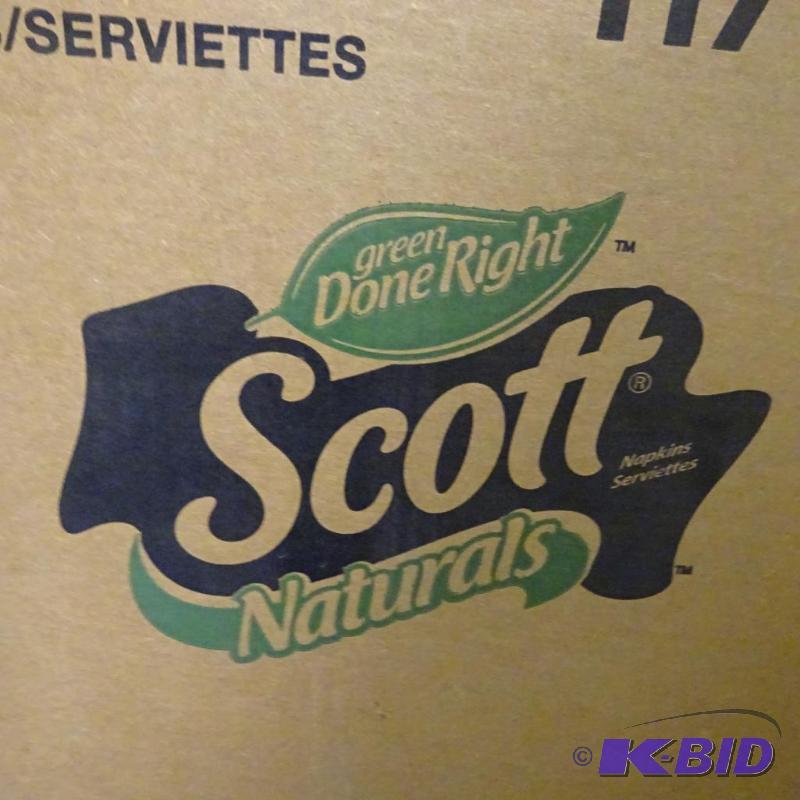 /SERVIETTES
green
Done Right
TM
Scott
®
Napkins
Serviettes
Naturals
TM
© K-BID